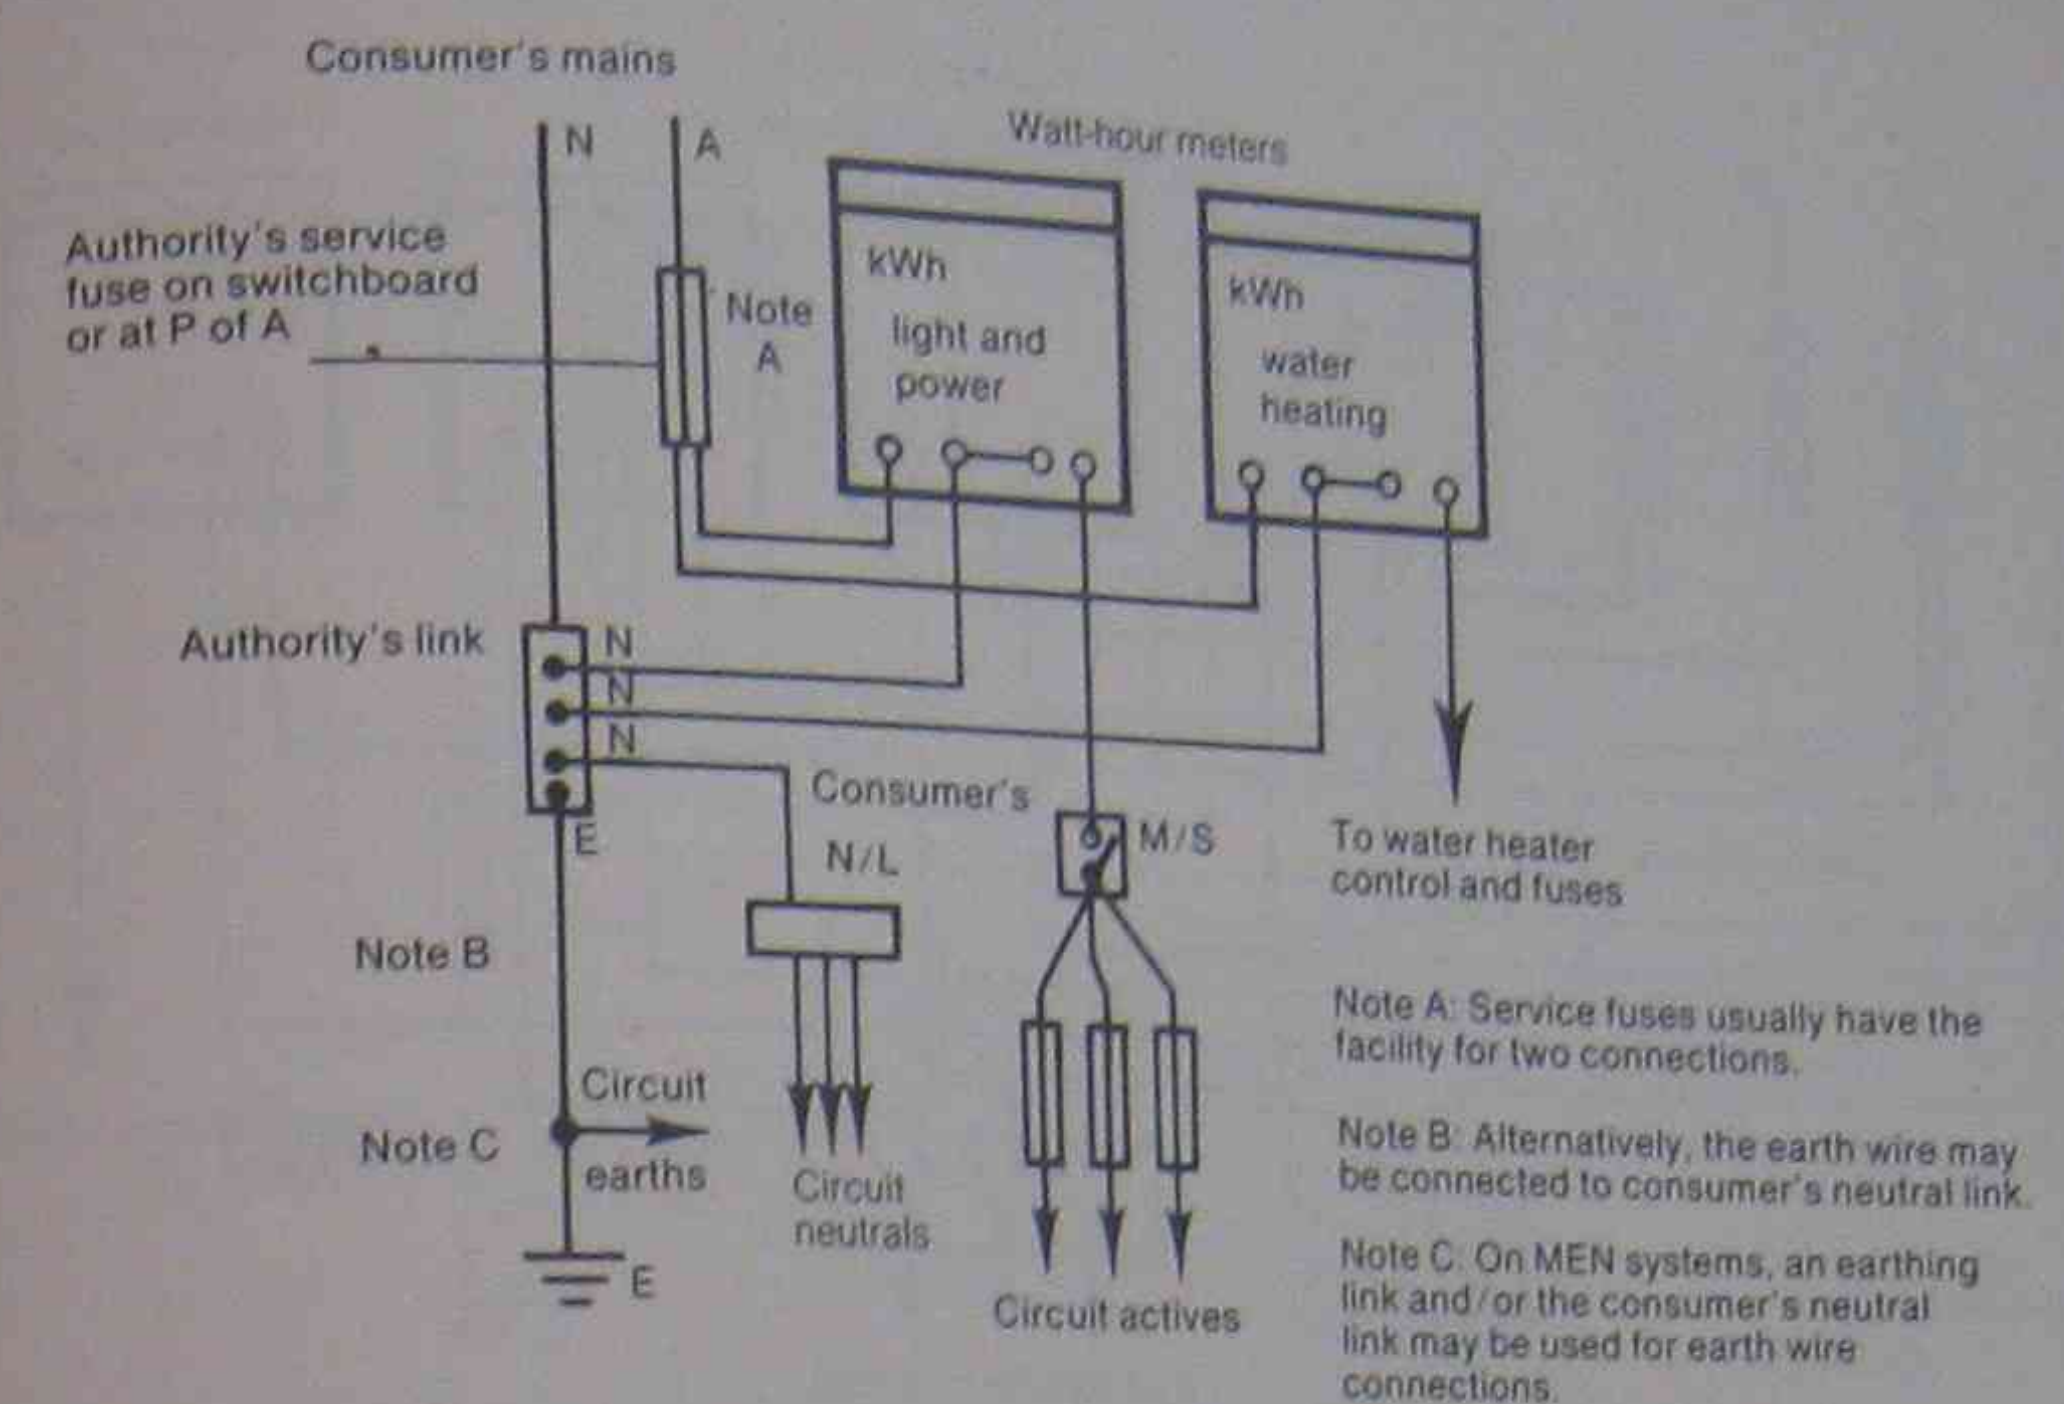 Consumer's mains
N
A
Watt-hour meters
Authority's service
fuse on switchboard
or at P of A
Note
A
kWh
light and
power
kWh
water
heating
Authority's link
N
N
N
E
Consumer's
N/L
M/S
To water heater
control and fuses
Note B
Note C
Circuit
earths
E
Circuit
neutrals
Circuit actives
Note A: Service fuses usually have the
facility for two connections.
Note B: Alternatively, the earth wire may
be connected to consumer's neutral link.
Note C: On MEN systems, an earthing
link and/or the consumer's neutral
link may be used for earth wire
connections.